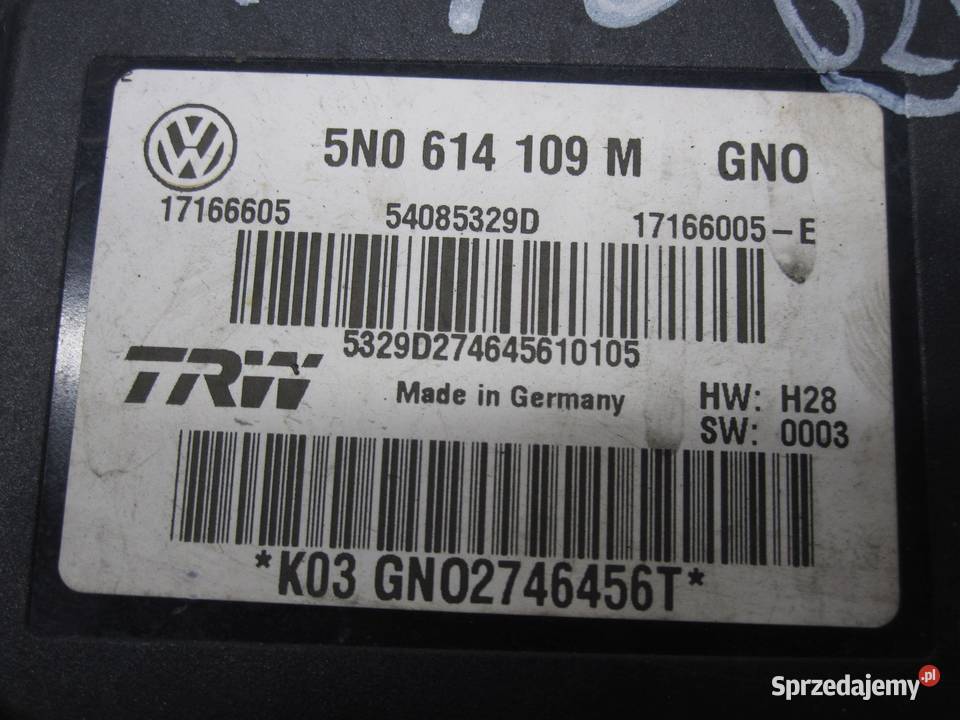 5N0 614 109 M GNO
17166605 54085329D 17166005-E
5329D274645610105
TRW Made in Germany HW: H28
SW: 0003
*K03 GNO2746456T*
Sprzedajemy.pl